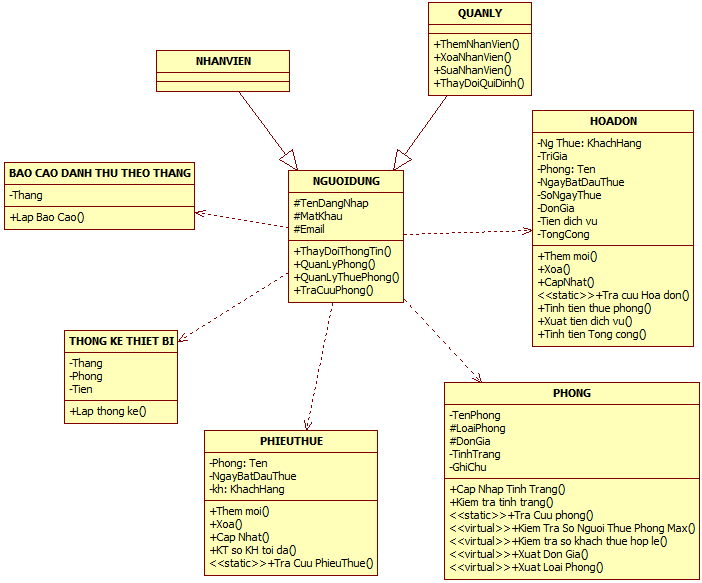 QUANLY
+ThemNhanVien()
+XoaNhanVien()
+SuaNhanVien()
+ThayDoiQuiDinh()
NHANVIEN
HOADON
-Ng Thue: KhachHang
-TriGia
-Phong: Ten
-NgayBatDauThue
-SoNgayThue
-DonGia
-Tien dich vu
-TongCong
+Them moi()
+Xoa()
+CapNhat()
<<static>>+Tra cuu Hoa don()
+Tinh tien thue phong()
+Xuat tien dich vu()
+Tinh tien Tong cong()
BAO CAO DANH THU THEO THANG
-Thang
+Lap Bao Cao()
NGUOIDUNG
#TenDangNhap
#MatKhau
#Email
+ThayDoiThongTin()
+QuanLyPhong()
+QuanLyThuePhong()
+TraCuuPhong()
THONG KE THIET BI
-Thang
-Phong
-Tien
+Lap thong ke()
PHIEUTHUE
-Phong: Ten
-NgayBatDauThue
-kh: KhachHang
+Them moi()
+Xoa()
+Cap Nhat()
+KT so KH toi da()
<<static>>+Tra Cuu PhieuThue()
PHONG
-TenPhong
#LoaiPhong
#DonGia
-TinhTrang
-GhiChu
+Cap Nhap Tinh Trang()
+Kiem tra tinh trang()
<<static>>+Tra Cuu phong()
<<virtual>>+Kiem Tra So Nguoi Thue Phong Max()
<<virtual>>+Kiem tra so khach thue hop le()
<<virtual>>+Xuat Don Gia()
<<virtual>>+Xuat Loai Phong()